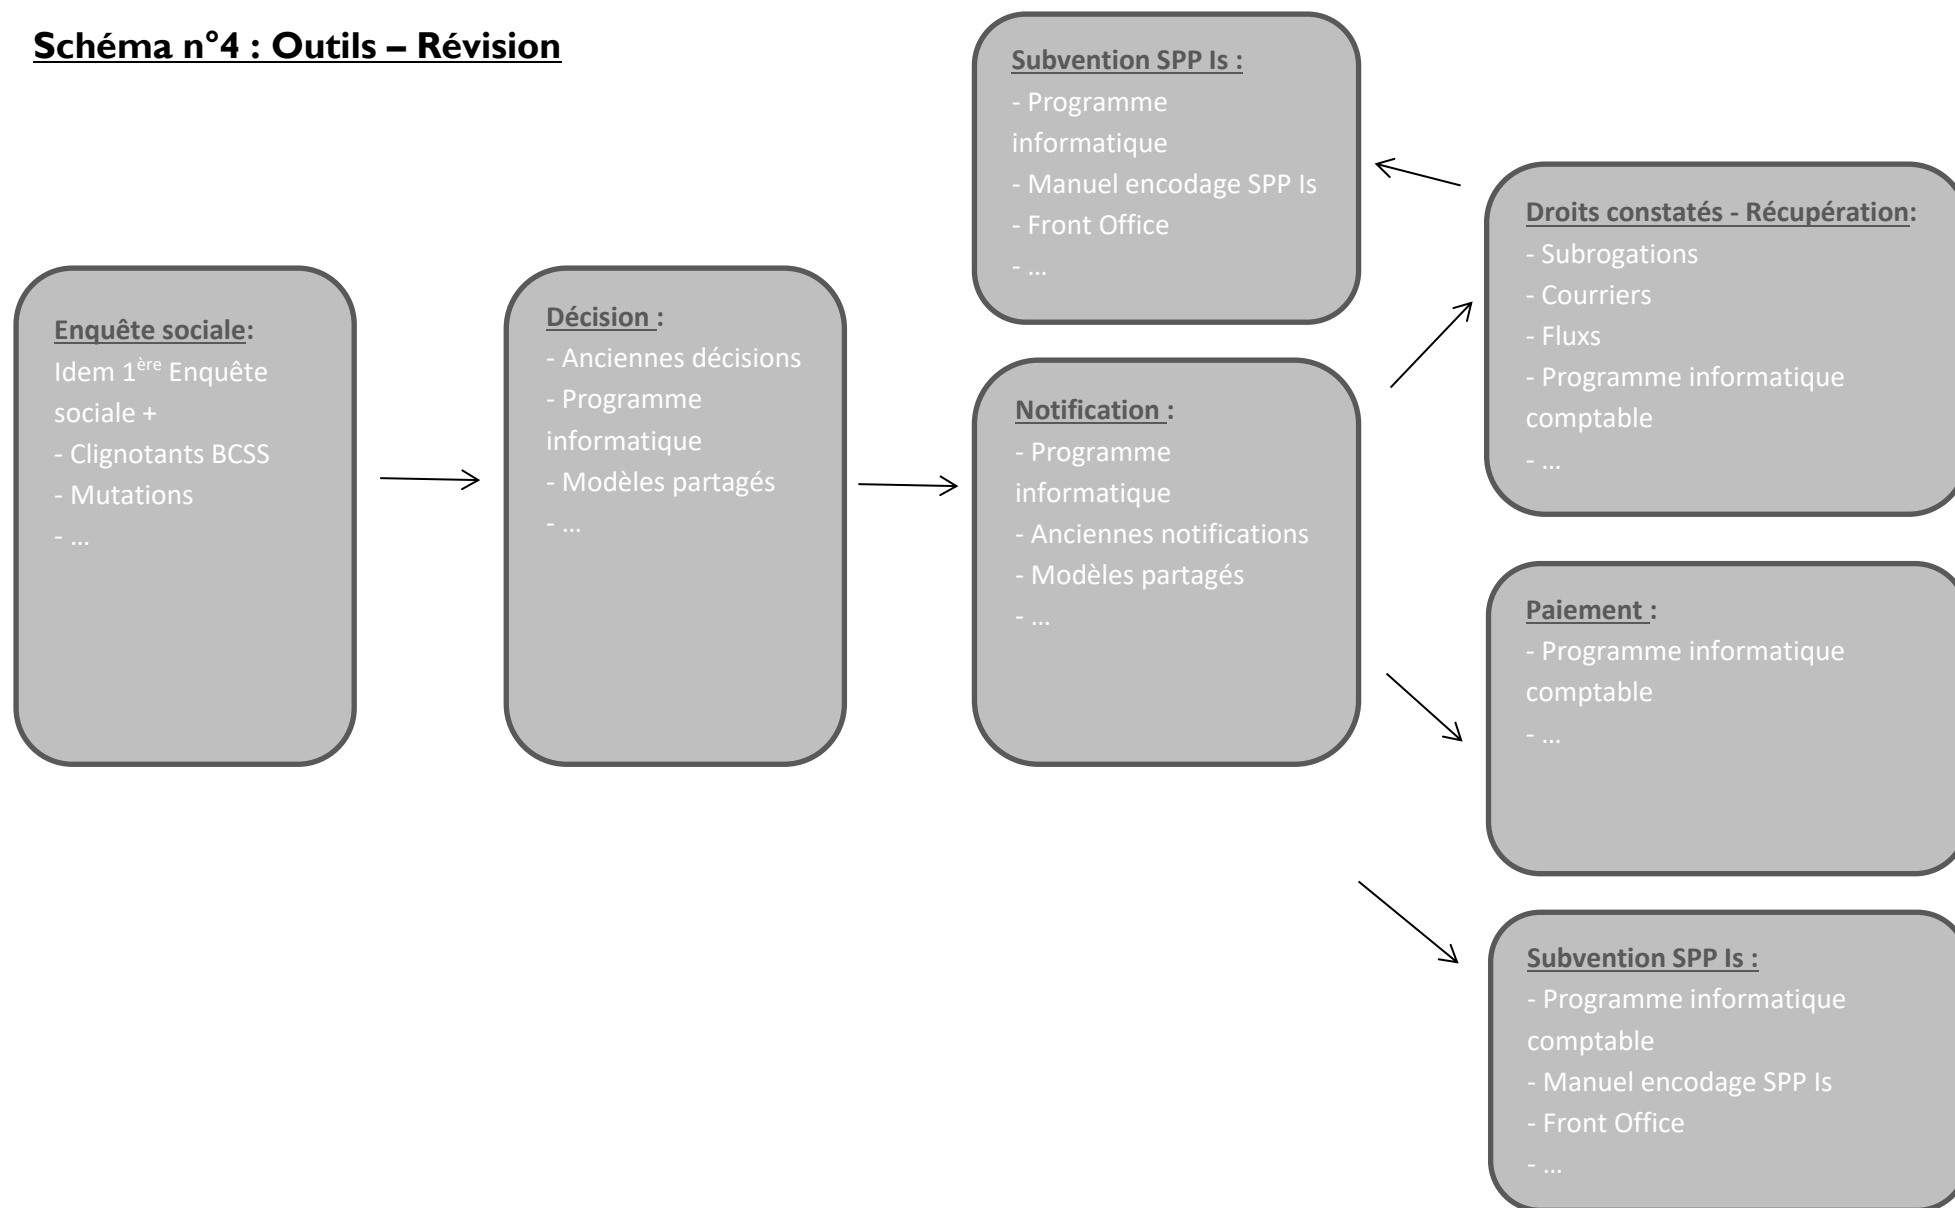 Schéma n°4 : Outils – Révision
Enquête sociale:
Idem 1ère Enquête
sociale +
- Clignotants BCSS
- Mutations
- ...
Décision :
- Anciennes décisions
- Programme
informatique
- Modèles partagés
- ...
Subvention SPP Is :
- Programme
informatique
- Manuel encodage SPP Is
- Front Office
- ...
Notification :
- Programme
informatique
- Anciennes notifications
- Modèles partagés
- ...
Droits constatés - Récupération:
- Subrogations
- Courriers
- Fluxs
- Programme informatique
comptable
- ...
Paiement :
- Programme informatique
comptable
- ...
Subvention SPP Is :
- Programme informatique
comptable
- Manuel encodage SPP Is
- Front Office
- ...